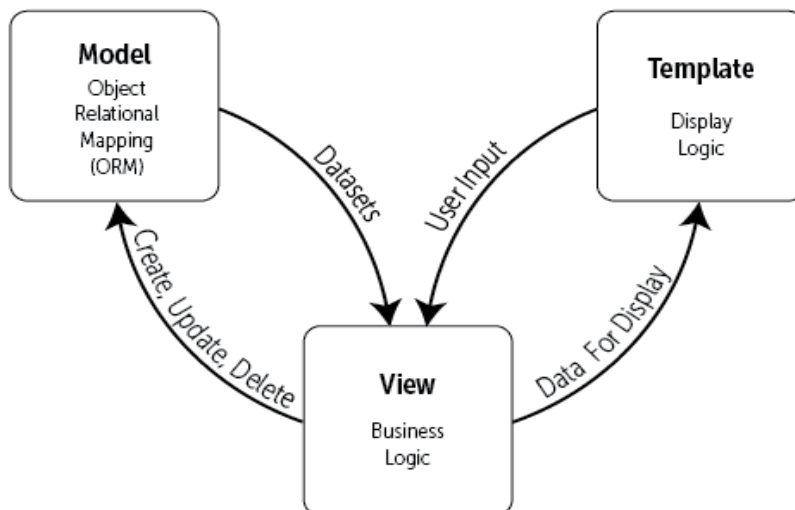 Model
Object
Relational
Mapping
(ORM)
Template
Display
Logic
Datasets
User Input
Create, Update, Delete
Data For Display
View
Business
Logic